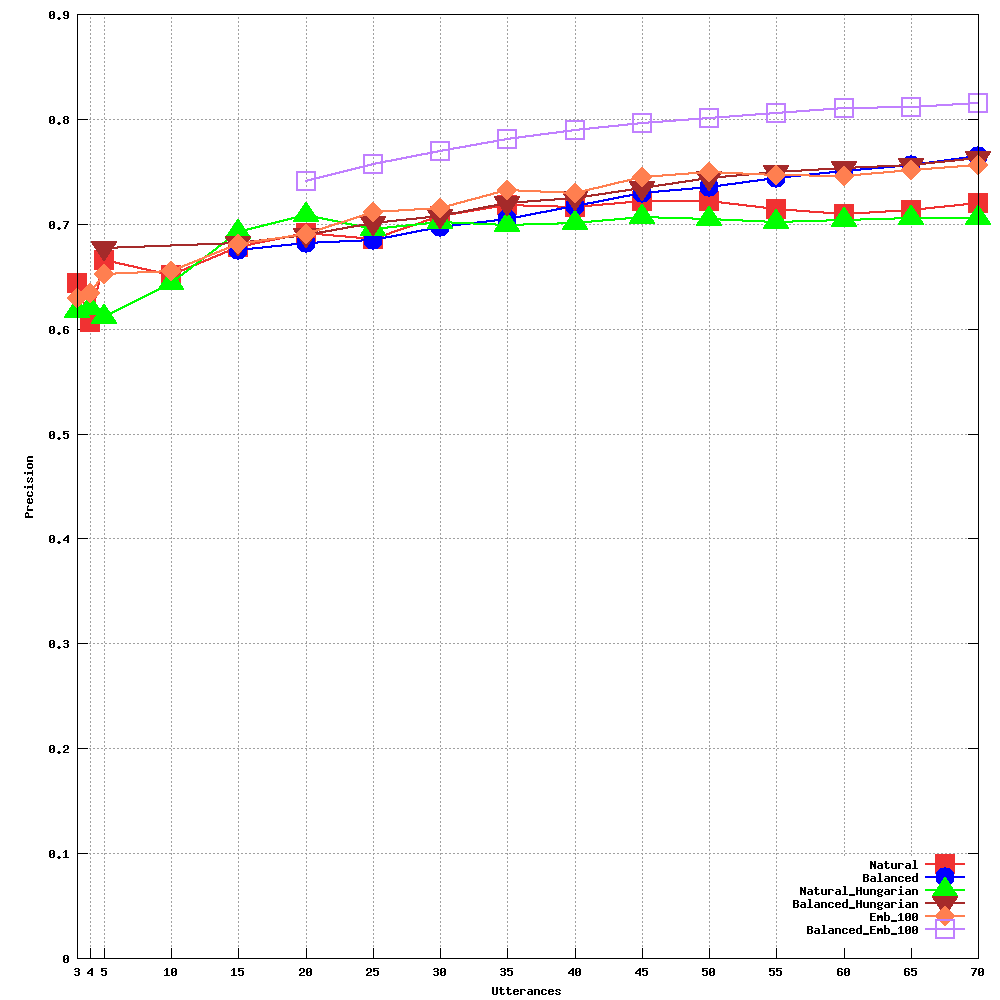 0.9
0.8
0.7
0.6
0.5
0.4
0.3
0.2
0.1
0
Precision
Natural
Balanced
Natural_Hungarian
Balanced_Hungarian
Emb_100
Balanced_Emb_100
3 4 5 10 15 20 25 30 35 40 45 50 55 60 65 70
Utterances